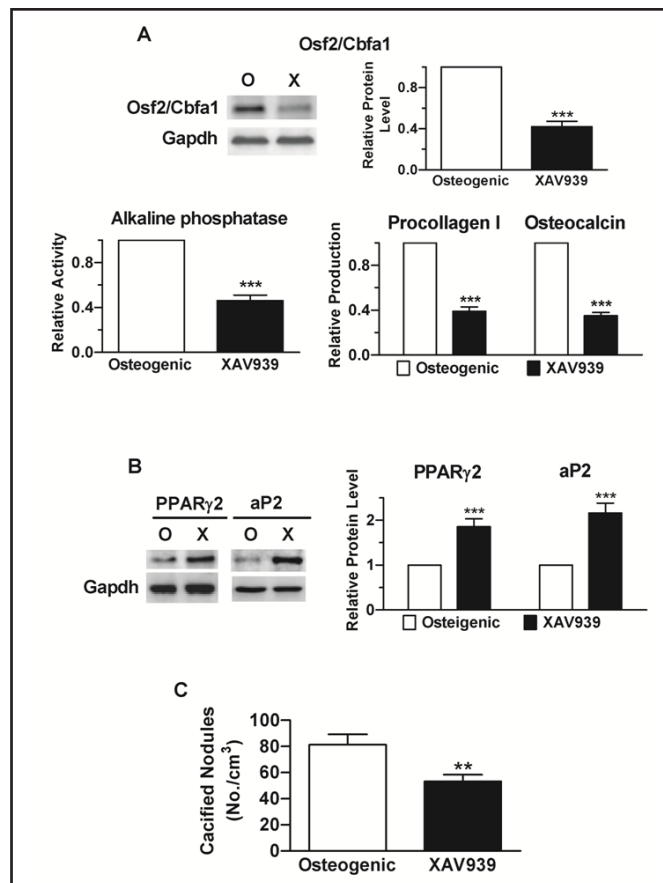 A
Osf2/Cbfa1
O X
Osf2/Cbfa1
Gapdh
Relative Protein
Level
0.8
0.4
0.0
***
Osteogenic XAV939
Alkaline phosphatase
Relative Activity
0.8
0.4
0.0
***
Osteogenic XAV939
Procollagen I Osteocalcin
Relative Production
0.8
0.4
0.0
***
***
Osteogenic XAV939
B
PPARγ2 aP2
O X O X
Gapdh
PPARγ2 aP2
Relative Protein Level
2
1
0
***
***
Osteigenic XAV939
C
Cacified Nodules
(No./cm³)
100
80
60
40
20
0
**
Osteogenic XAV939